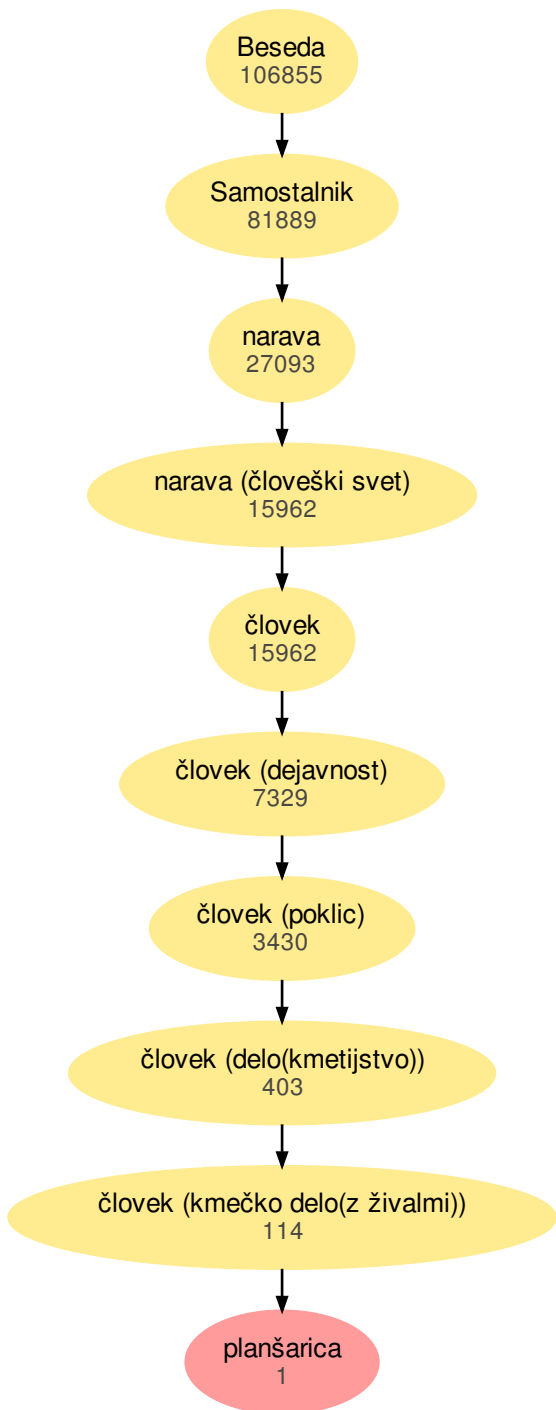 Beseda
106855
Samostalnik
81889
narava
27093
narava (človeški svet)
15962
človek
15962
človek (dejavnost)
7329
človek (poklic)
3430
človek (delo(kmetijstvo))
403
človek (kmečko delo(z živalmi))
114
planšarica
1